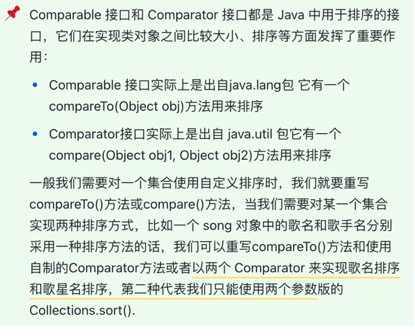 Comparable 接口和 Comparator 接口都是 Java 中用于排序的接
口，它们在实现类对象之间比较大小、排序等方面发挥了重要作
用：
Comparable 接口实际上是出自java.lang包 它有一个
compareTo(Object obj)方法用来排序
Comparator接口实际上是出自 java.util 包它有一个
compare(Object obj1, Object obj2)方法用来排序
一般我们需要对一个集合使用自定义排序时，我们就要重写
compareTo()方法或compare()方法，当我们需要对某一个集合
实现两种排序方式，比如一个 song 对象中的歌名和歌手名分别
采用一种排序方法的话，我们可以重写compareTo()方法和使用
自制的Comparator方法或者以两个 Comparator 来实现歌名排序
和歌星名排序，第二种代表我们只能使用两个参数版的
Collections.sort().